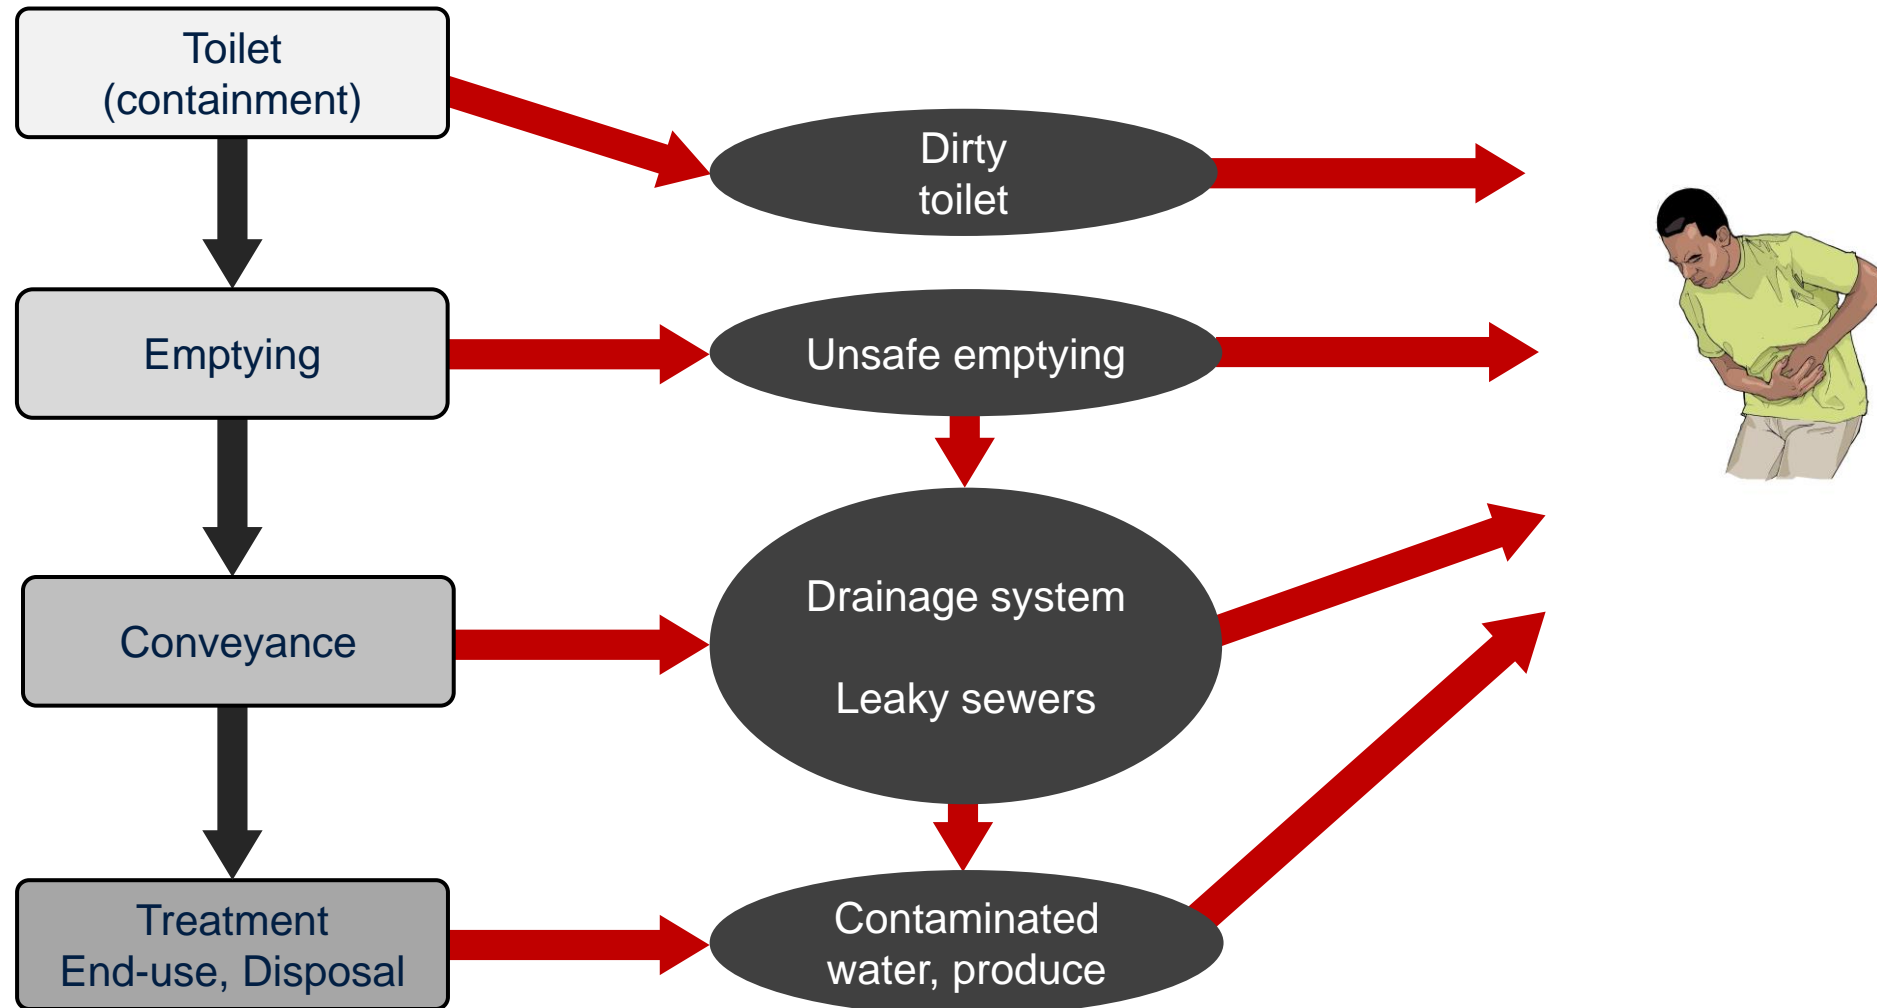 Toilet
(containment)
Dirty
toilet
Emptying
Unsafe emptying
Conveyance
Drainage system
Leaky sewers
Treatment
End-use, Disposal
Contaminated
water, produce